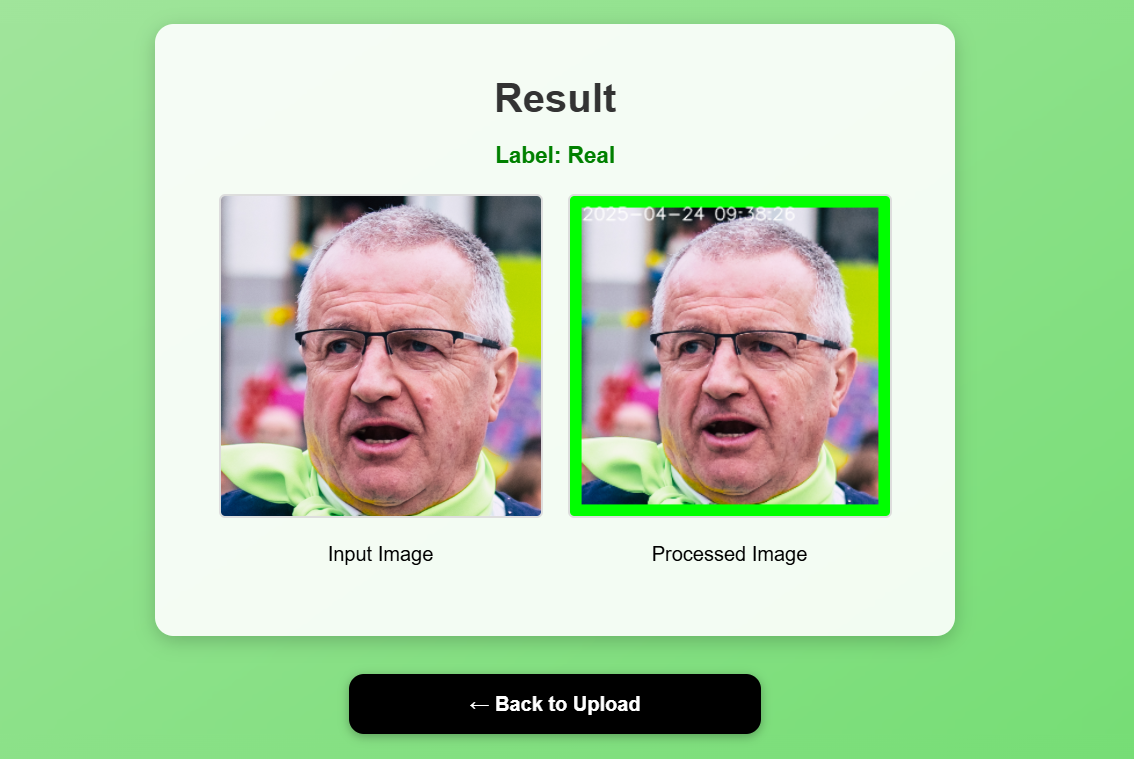 Result
Label: Real
2025-04-24 09:38:26
Input Image
Processed Image
← Back to Upload